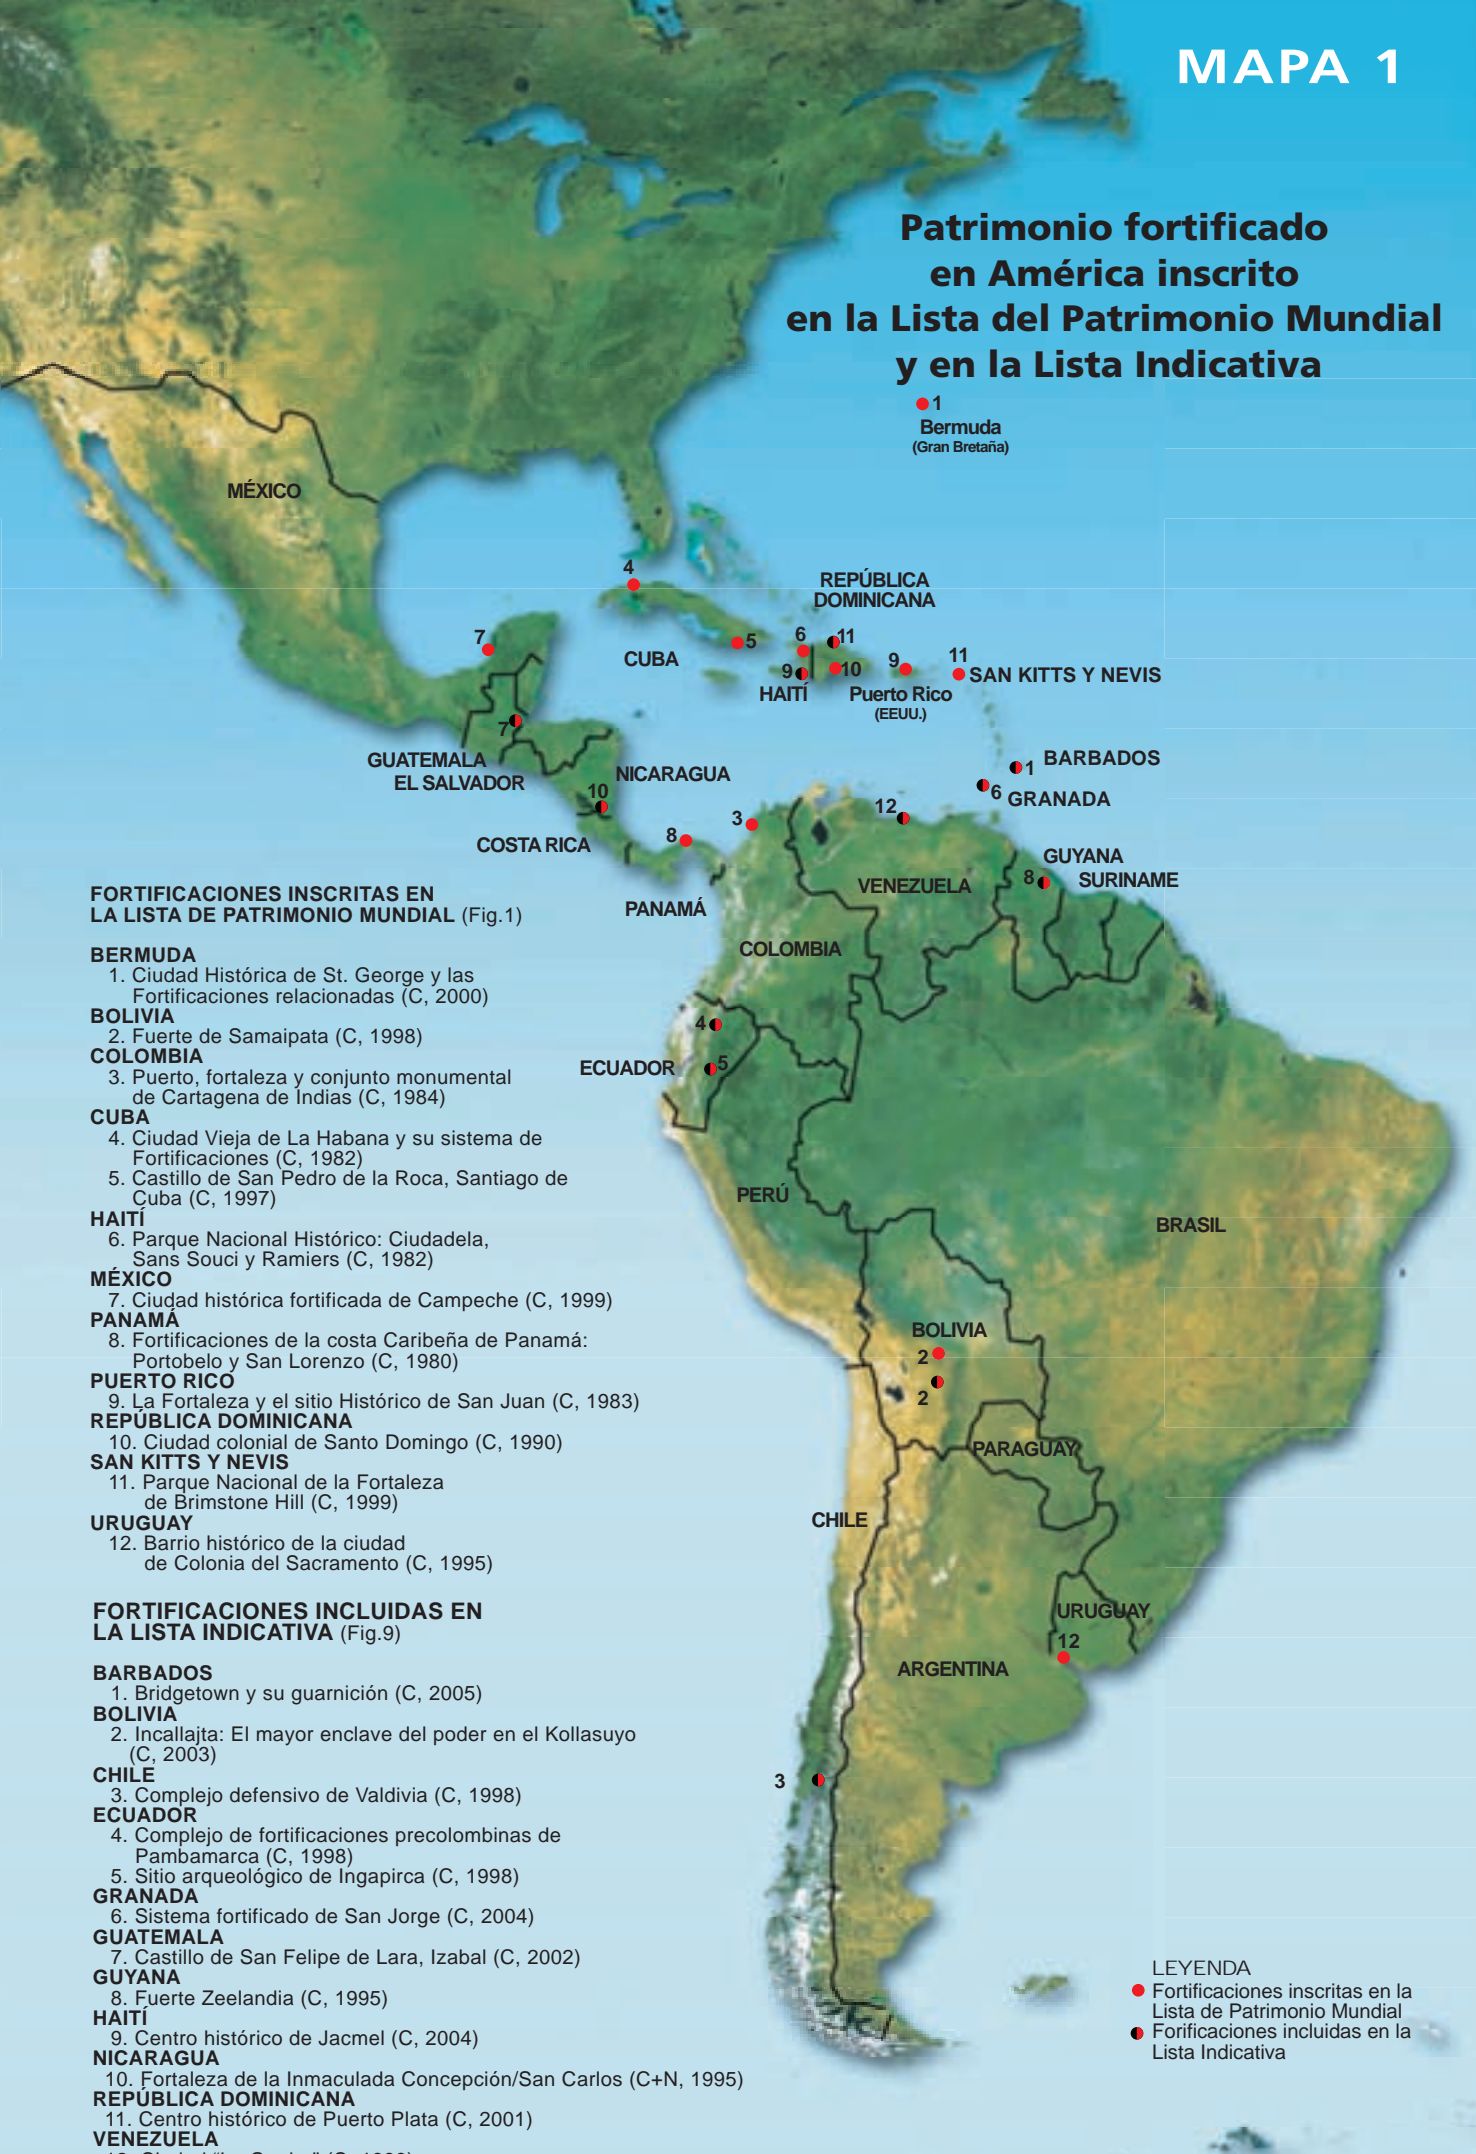 MAPA 1
Patrimonio fortificado
en América inscrito
en la Lista del Patrimonio Mundial
y en la Lista Indicativa
1
Bermuda
(Gran Bretaña)
MÉXICO
4
REPÚBLICA
DOMINICANA
7
CUBA
5
6
11
9
10
HAITÍ
9
Puerto Rico
(EEUU.)
11
SAN KITTS Y NEVIS
7
GUATEMALA
EL SALVADOR
NICARAGUA
10
COSTA RICA
1
BARBADOS
6
GRANADA
12
3
8
PANAMÁ
VENEZUELA
GUYANA
8
SURINAME
COLOMBIA
4
ECUADOR
5
PERÚ
BRASIL
BOLIVIA
2
2
PARAGUAY
CHILE
URUGUAY
12
ARGENTINA
3
FORTIFICACIONES INSCRITAS EN
LA LISTA DE PATRIMONIO MUNDIAL (Fig.1)
BERMUDA
1. Ciudad Histórica de St. George y las
Fortificaciones relacionadas (C, 2000)
BOLIVIA
2. Fuerte de Samaipata (C, 1998)
COLOMBIA
3. Puerto, fortaleza y conjunto monumental
de Cartagena de Indias (C, 1984)
CUBA
4. Ciudad Vieja de La Habana y su sistema de
Fortificaciones (C, 1982)
5. Castillo de San Pedro de la Roca, Santiago de
Cuba (C, 1997)
HAITÍ
6. Parque Nacional Histórico: Ciudadela,
Sans Souci y Ramiers (C, 1982)
MÉXICO
7. Ciudad histórica fortificada de Campeche (C, 1999)
PANAMÁ
8. Fortificaciones de la costa Caribeña de Panamá:
Portobelo y San Lorenzo (C, 1980)
PUERTO RICO
9. La Fortaleza y el sitio Histórico de San Juan (C, 1983)
REPÚBLICA DOMINICANA
10. Ciudad colonial de Santo Domingo (C, 1990)
SAN KITTS Y NEVIS
11. Parque Nacional de la Fortaleza
de Brimstone Hill (C, 1999)
URUGUAY
12. Barrio histórico de la ciudad
de Colonia del Sacramento (C, 1995)
FORTIFICACIONES INCLUIDAS EN
LA LISTA INDICATIVA (Fig.9)
BARBADOS
1. Bridgetown y su guarnición (C, 2005)
BOLIVIA
2. Incallajta: El mayor enclave del poder en el Kollasuyo
(C, 2003)
CHILE
3. Complejo defensivo de Valdivia (C, 1998)
ECUADOR
4. Complejo de fortificaciones precolombinas de
Pambamarca (C, 1998)
5. Sitio arqueológico de Ingapirca (C, 1998)
GRANADA
6. Sistema fortificado de San Jorge (C, 2004)
GUATEMALA
7. Castillo de San Felipe de Lara, Izabal (C, 2002)
GUYANA
8. Fuerte Zeelandia (C, 1995)
HAITÍ
9. Centro histórico de Jacmel (C, 2004)
NICARAGUA
10. Fortaleza de la Inmaculada Concepción/San Carlos (C+N, 1995)
REPÚBLICA DOMINICANA
11. Centro histórico de Puerto Plata (C, 2001)
VENEZUELA
LEYENDA
Fortificaciones inscritas en la
Lista de Patrimonio Mundial
Forificaciones incluidas en la
Lista Indicativa